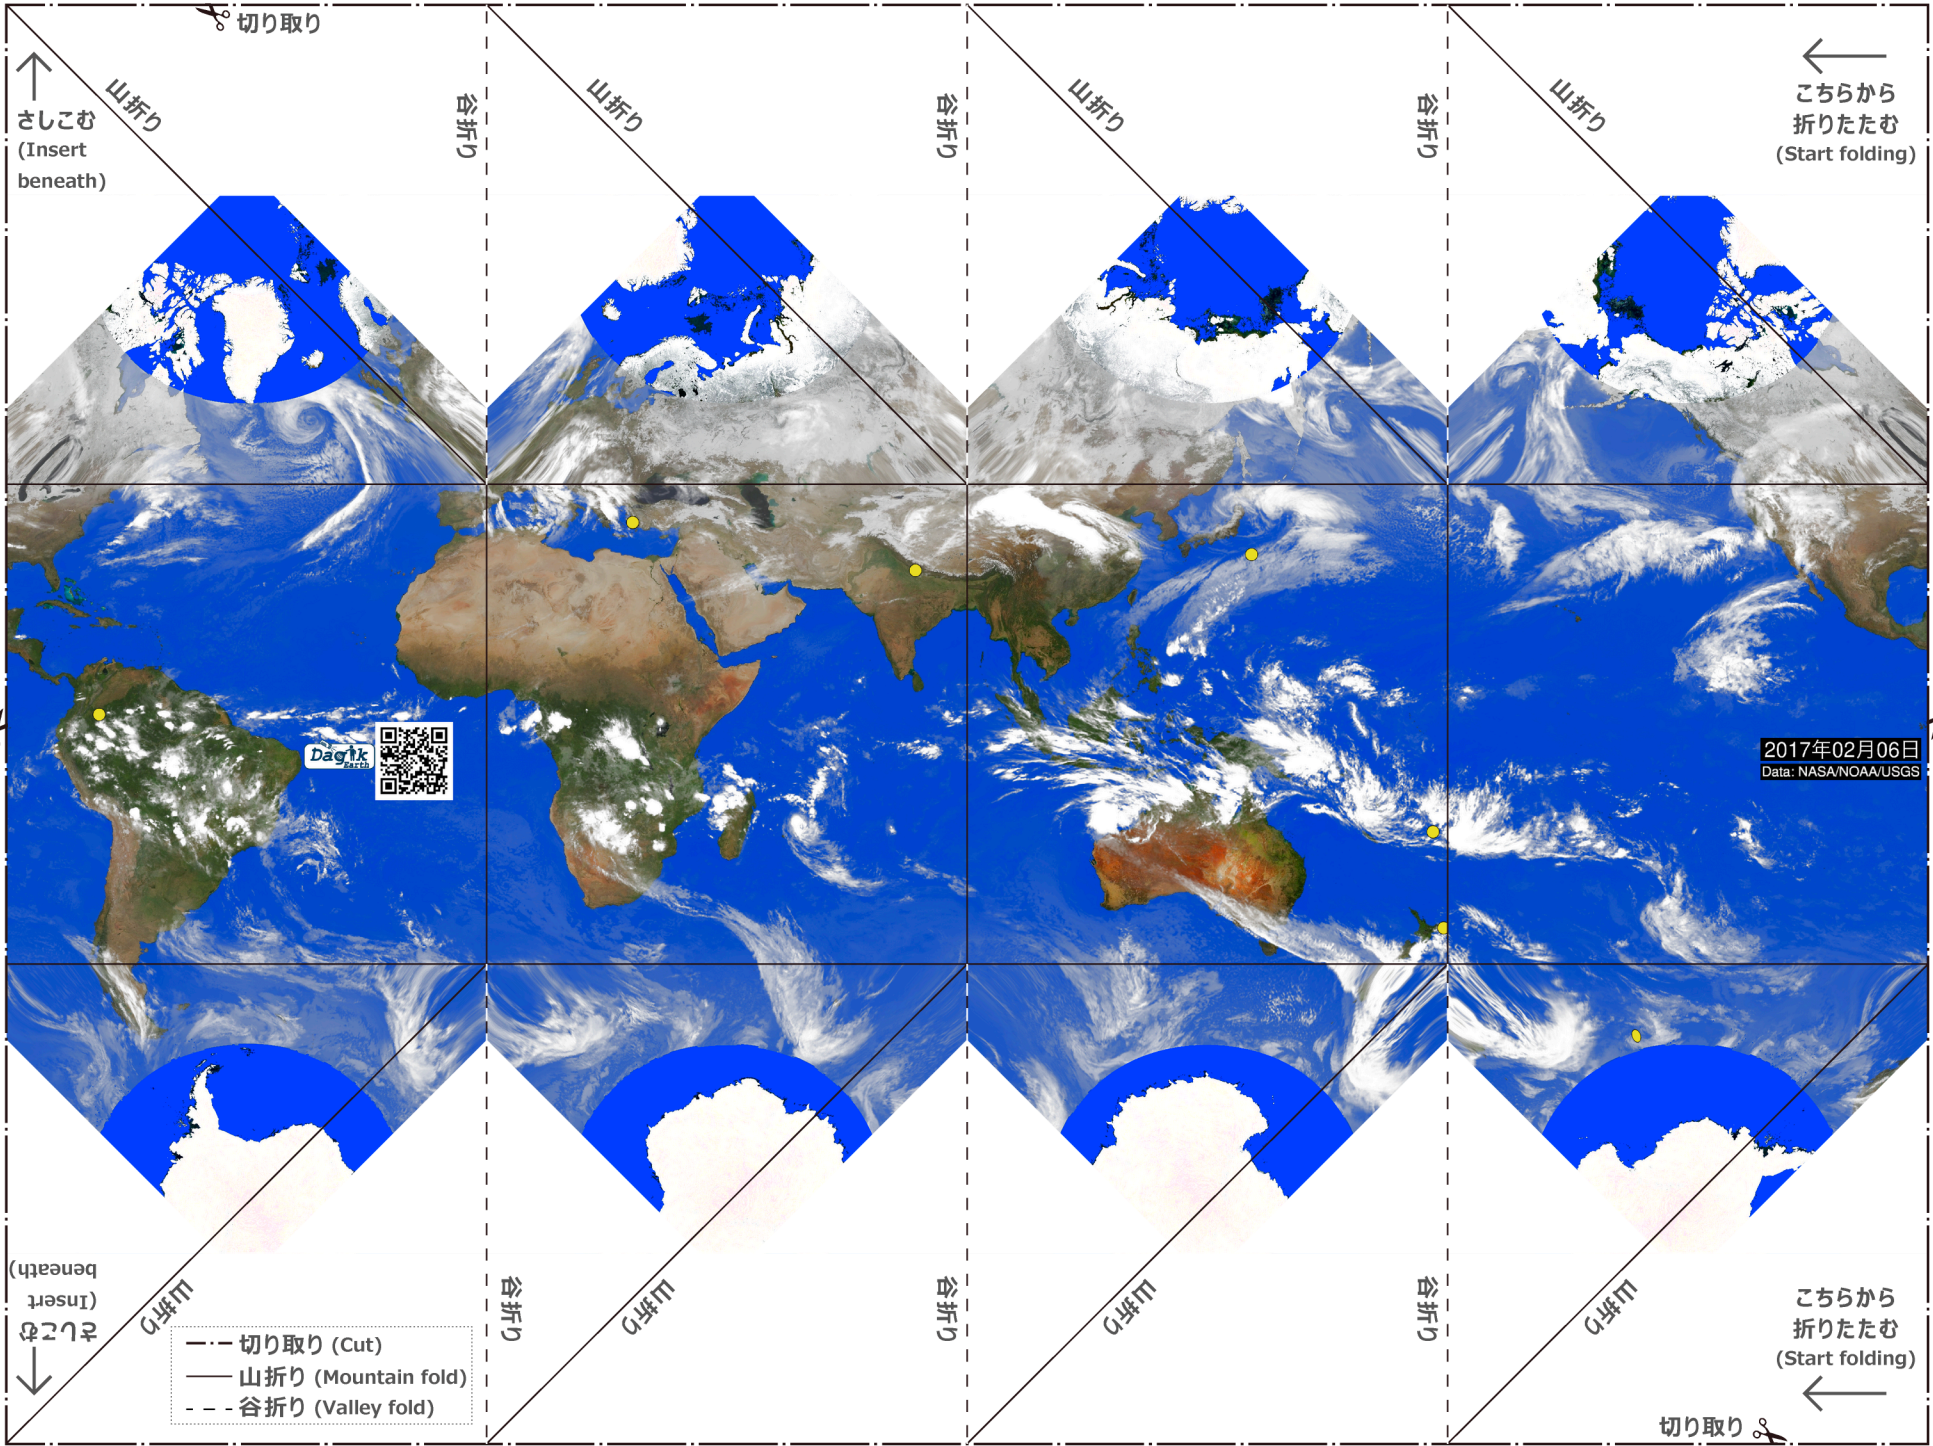 切り取り
山折り
谷折り
山折り
谷折り
山折り
谷折り
山折り
こちらから
折りたたむ
(Start folding)
さしこむ
(Insert
beneath)
Dagik
Earth
2017年02月06日
Data: NASA/NOAA/USGS
さしこむ
(Insert
beneath)
山折り
谷折り
山折り
谷折り
山折り
谷折り
山折り
こちらから
折りたたむ
(Start folding)
切り取り (Cut)
山折り (Mountain fold)
谷折り (Valley fold)
切り取り